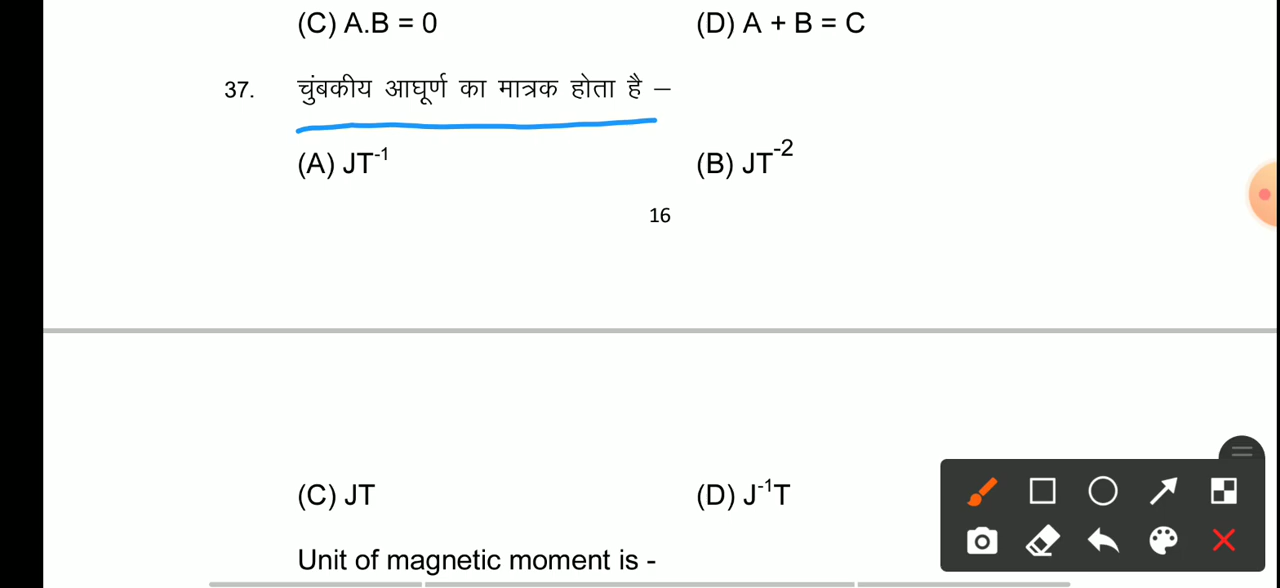 (C) A.B = 0 (D) A + B = C
37. चुंबकीय आघूर्ण का मात्रक होता है –
(A) JT⁻¹ (B) JT⁻²
16
(C) JT (D) J⁻¹T
Unit of magnetic moment is -